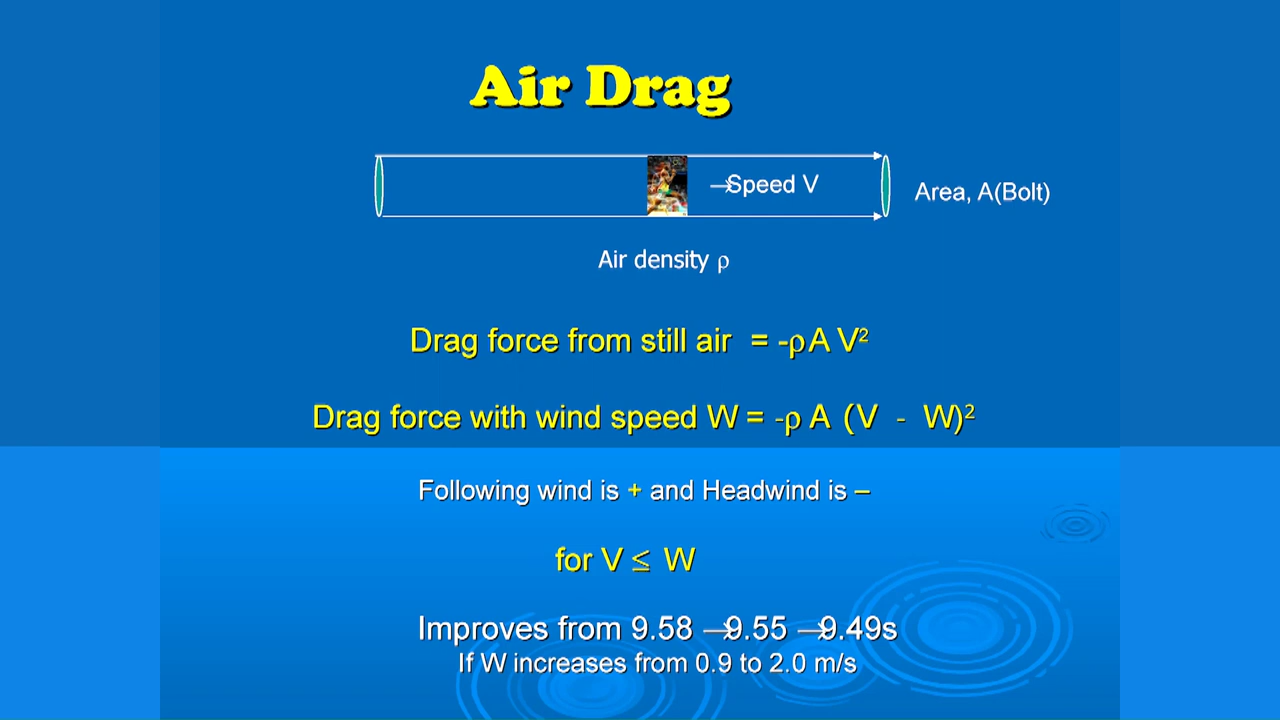 Air Drag
→Speed V
Area, A(Bolt)
Air density ρ
Drag force from still air = -ρA V²
Drag force with wind speed W = -ρ A (V - W)²
Following wind is + and Headwind is –
for V ≤ W
Improves from 9.58 →9.55 →9.49s
If W increases from 0.9 to 2.0 m/s